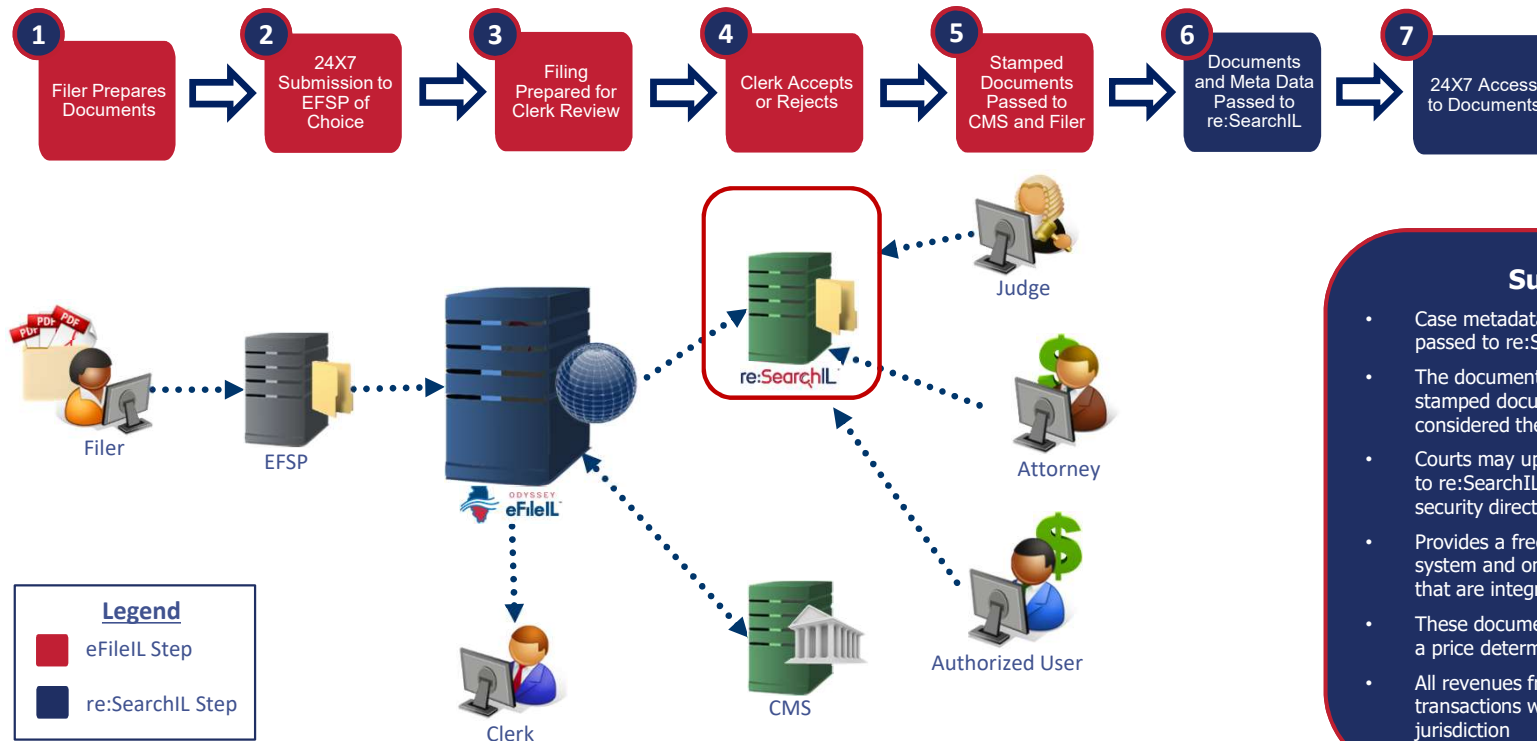 1
Filer Prepares
Documents
2
24X7
Submission to
EFSP of
Choice
3
Filing
Prepared for
Clerk Review
4
Clerk Accepts
or Rejects
5
Stamped
Documents
Passed to
CMS and Filer
6
Documents
and Meta Data
Passed to
re:SearchIL
7
24X7 Access
to Documents
PDF PDF PDF
Filer
EFSP
ODYSSEY
eFileIL™
Clerk
CMS
re:SearchIL™
Judge
Attorney
Authorized User
Legend
eFileIL Step
re:SearchIL Step
Su
• Case metadata
passed to re:S
• The document
stamped docu
considered the
• Courts may up
to re:SearchIL
security direct
• Provides a free
system and or
that are integr
• These docume
a price determ
• All revenues fr
transactions w
jurisdiction